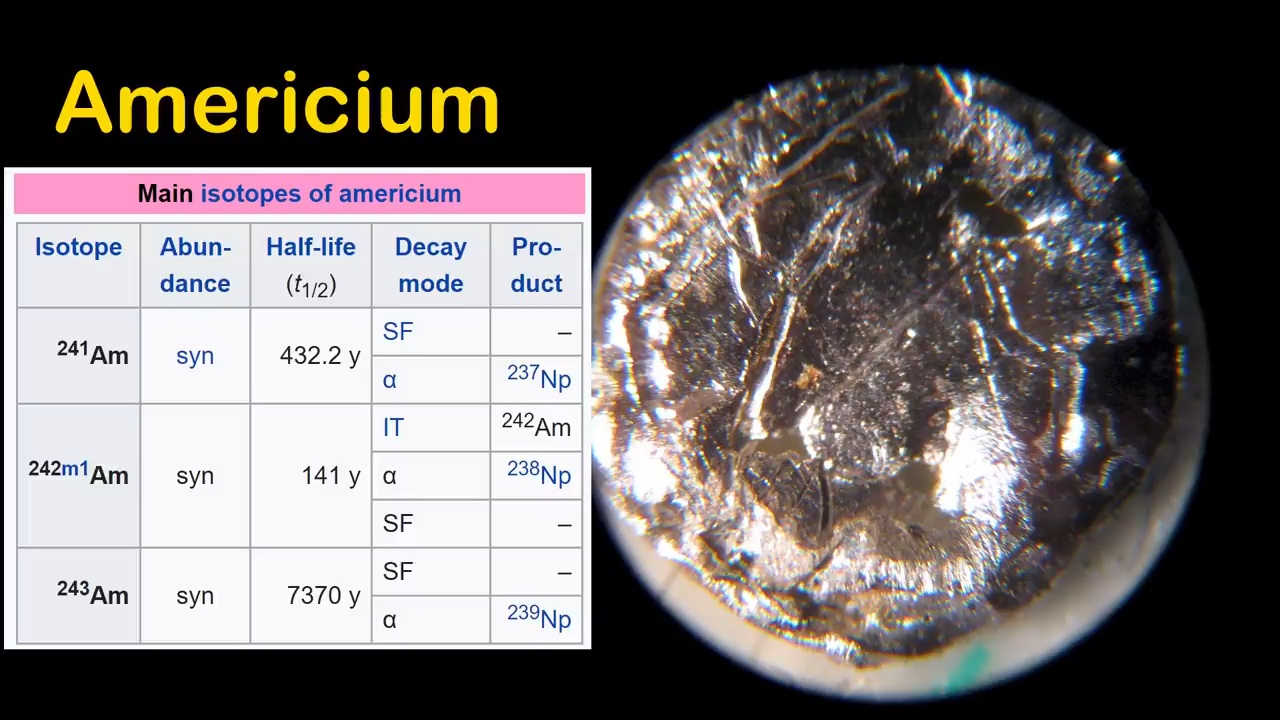 Americium
Main isotopes of americium
Isotope Abun-dance Half-life (t1/2) Decay mode Pro-duct
241Am syn 432.2 y SF –
α 237Np
242m1Am syn 141 y IT 242Am
α 238Np
SF –
243Am syn 7370 y SF –
α 239Np